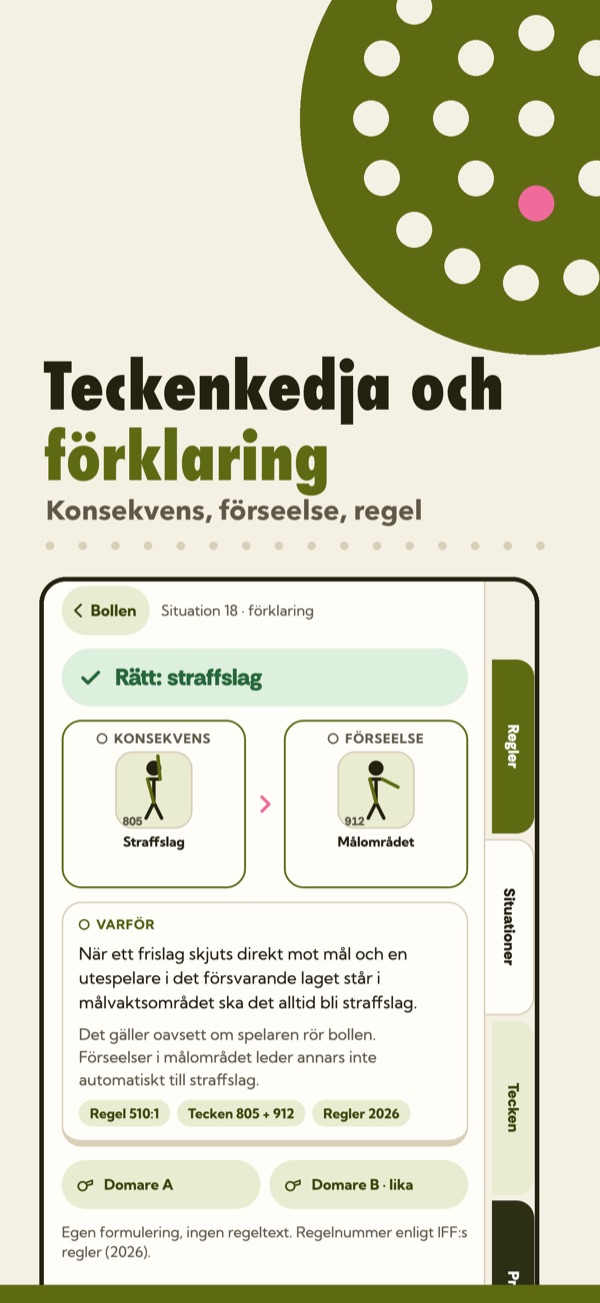 Teckenkedja och
förklaring
Konsekvens, förseelse, regel
Bollen
Situation 18 · förklaring
Rätt: straffslag
KONSEKVENS
805
Straffslag
FÖRSEELSE
912
Målområdet
VARFÖR
När ett frislag skjuts direkt mot mål och en
utespelare i det försvarande laget står i
målvaktsområdet ska det alltid bli straffslag.
Det gäller oavsett om spelaren rör bollen.
Förseelser i målområdet leder annars inte
automatiskt till straffslag.
Regel 510:1
Tecken 805 + 912
Regler 2026
Domare A
Domare B · lika
Egen formulering, ingen regeltext. Regelnummer enligt IFF:s
regler (2026).
Regler
Situationer
Tecken